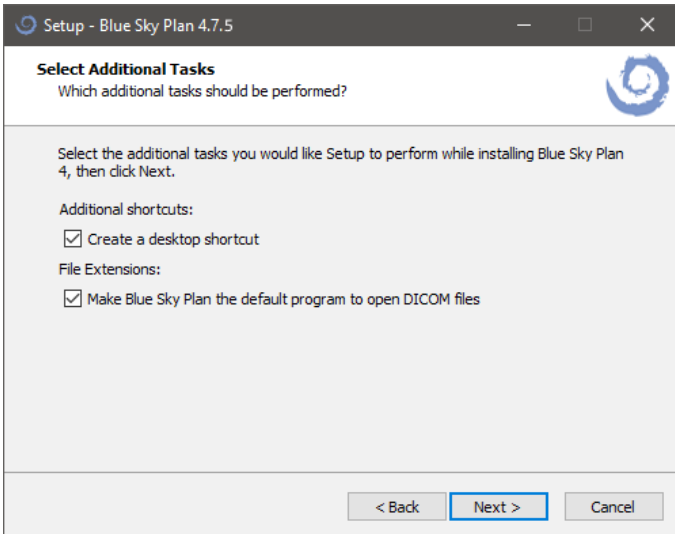 Setup - Blue Sky Plan 4.7.5
Select Additional Tasks
Which additional tasks should be performed?
Select the additional tasks you would like Setup to perform while installing Blue Sky Plan
4, then click Next.
Additional shortcuts:
Create a desktop shortcut
File Extensions:
Make Blue Sky Plan the default program to open DICOM files
< Back Next > Cancel